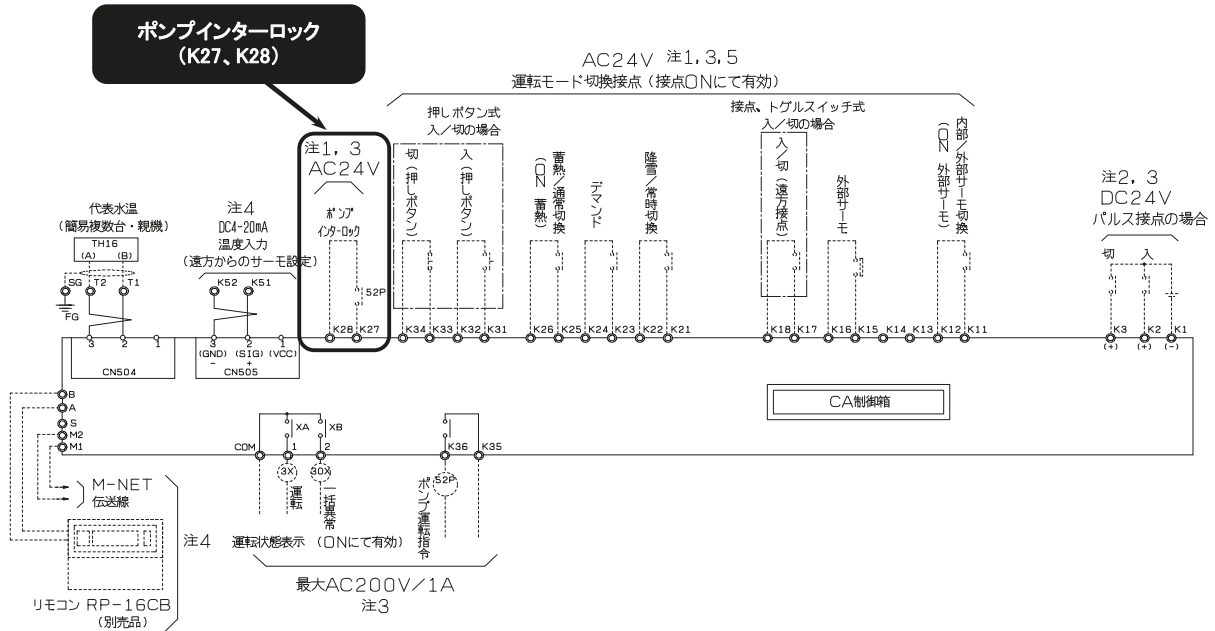 ポンプインターロック
(K27、K28)
AC24V 注1,3,5
運転モード切換接点(接点ONにて有効)
押しボタン式
入/切の場合
接点、トグルスイッチ式
入/切の場合
注1,3
AC24V
ポンプ
インターロック
52P
切(押しボタン)
入(押しボタン)
蓄熱/通常切換
(ON 蓄熱)
デマンド
降雪/常時切換
入/切(遠方接点)
外部サーモ
内部/外部サーモ切換
(ON 外部サーモ)
注2,3
DC24V
パルス接点の場合
切 入
代表水温
(簡易複数台・親機)
TH16
(A) (B)
SG T2 T1
FG
注4
DC4-20mA
温度入力
(遠方からのサーモ設定)
K52 K51
K28 K27 K34 K33 K32 K31 K26 K25 K24 K23 K22 K21 K18 K17 K16 K15 K14 K13 K12 K11 K3 K2 K1
(+) (+) (-)
3 2 1
CN504
3 2 1
(GND) (SIG) (VCC)
- +
CN505
CA制御箱
B
A
S
M2
M1
XA XB
COM 1 2 K36 K35
3X 30X 52P
運転
一括異常
ポンプ運転指令
M-NET
伝送線
注4
運転状態表示 (ONにて有効)
最大AC200V/1A
注3
リモコン RP-16CB
(別売品)